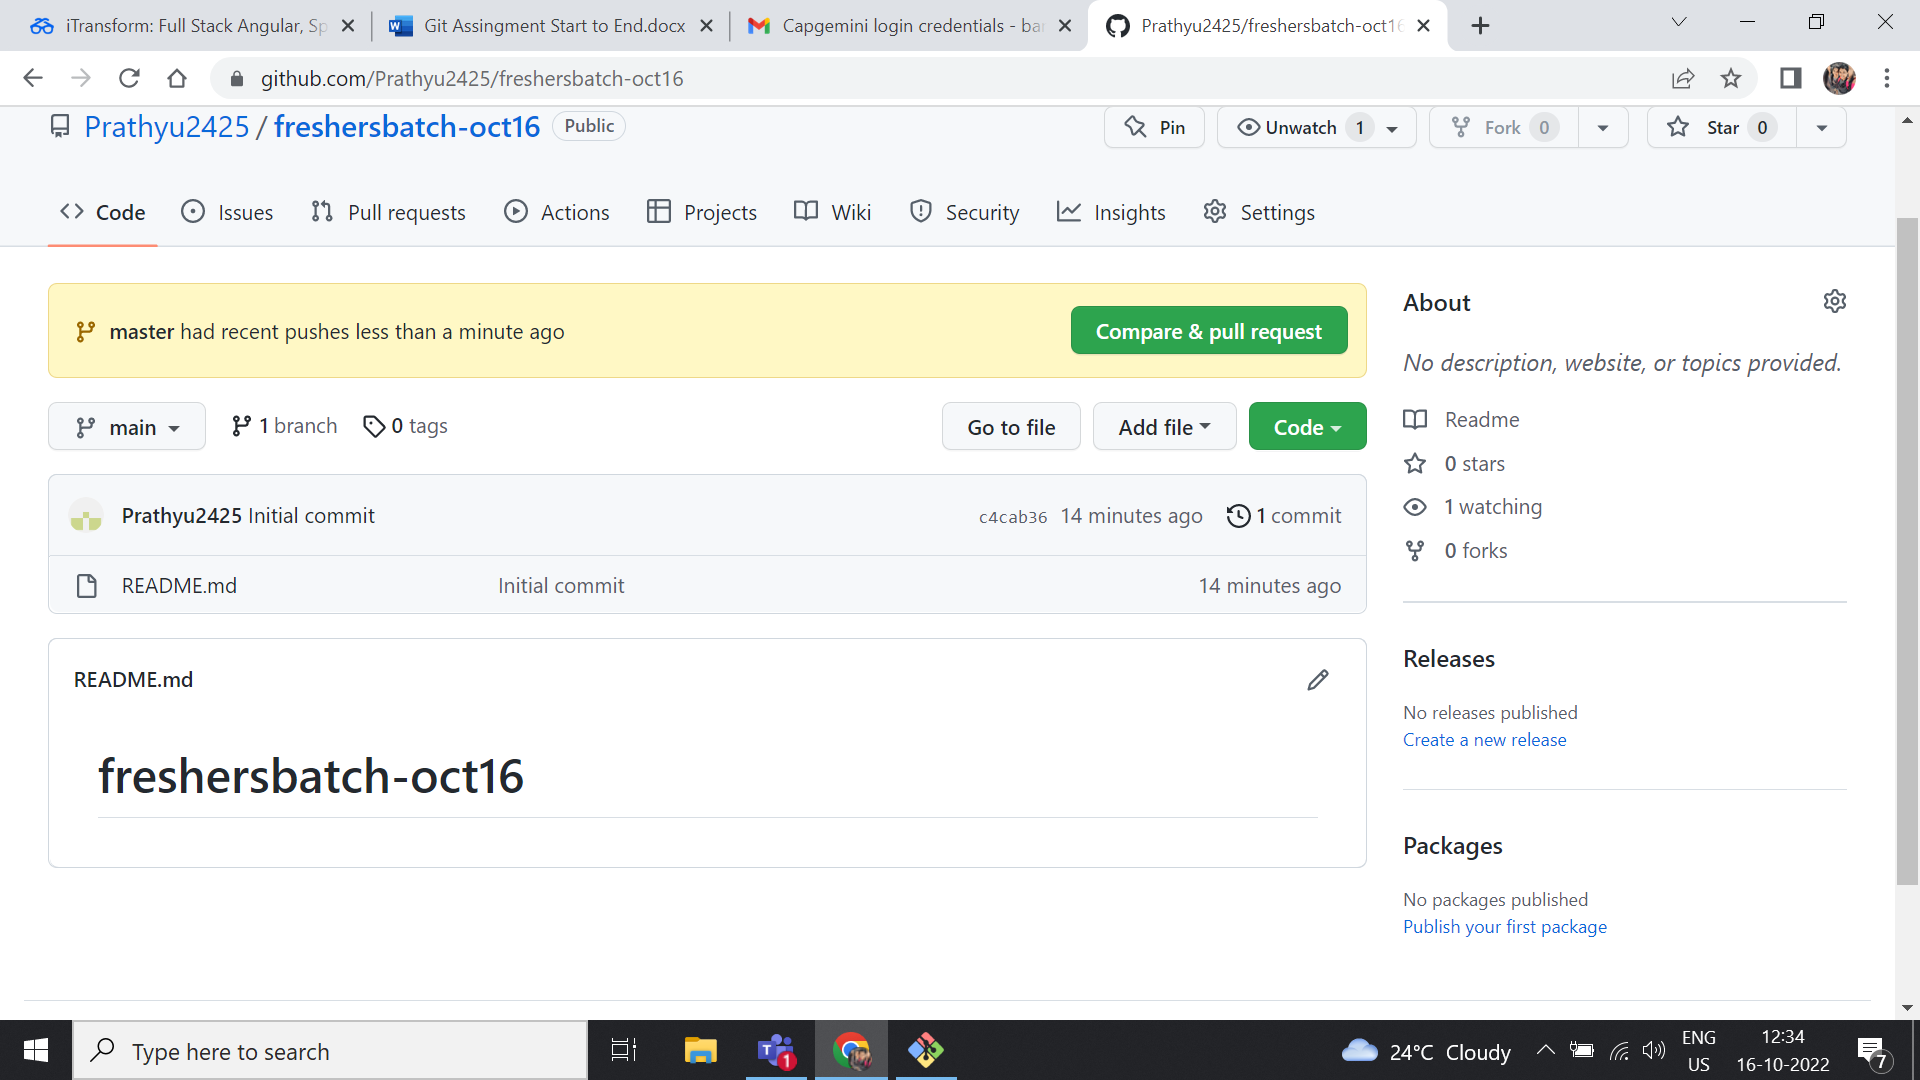 iTransform: Full Stack Angular, Sp
Git Assingment Start to End.docx
Capgemini login credentials - bar
Prathyu2425/freshersbatch-oct16
github.com/Prathyu2425/freshersbatch-oct16
Prathyu2425 / freshersbatch-oct16 Public
Pin Unwatch 1 Fork 0 Star 0
Code Issues Pull requests Actions Projects Wiki Security Insights Settings
master had recent pushes less than a minute ago
Compare & pull request
main 1 branch 0 tags
Go to file Add file Code
Prathyu2425 Initial commit c4cab36 14 minutes ago 1 commit
README.md Initial commit 14 minutes ago
README.md
freshersbatch-oct16
About
No description, website, or topics provided.
Readme
0 stars
1 watching
0 forks
Releases
No releases published
Create a new release
Packages
No packages published
Publish your first package
Type here to search
T 1
24°C Cloudy
ENG
US
12:34
16-10-2022
7